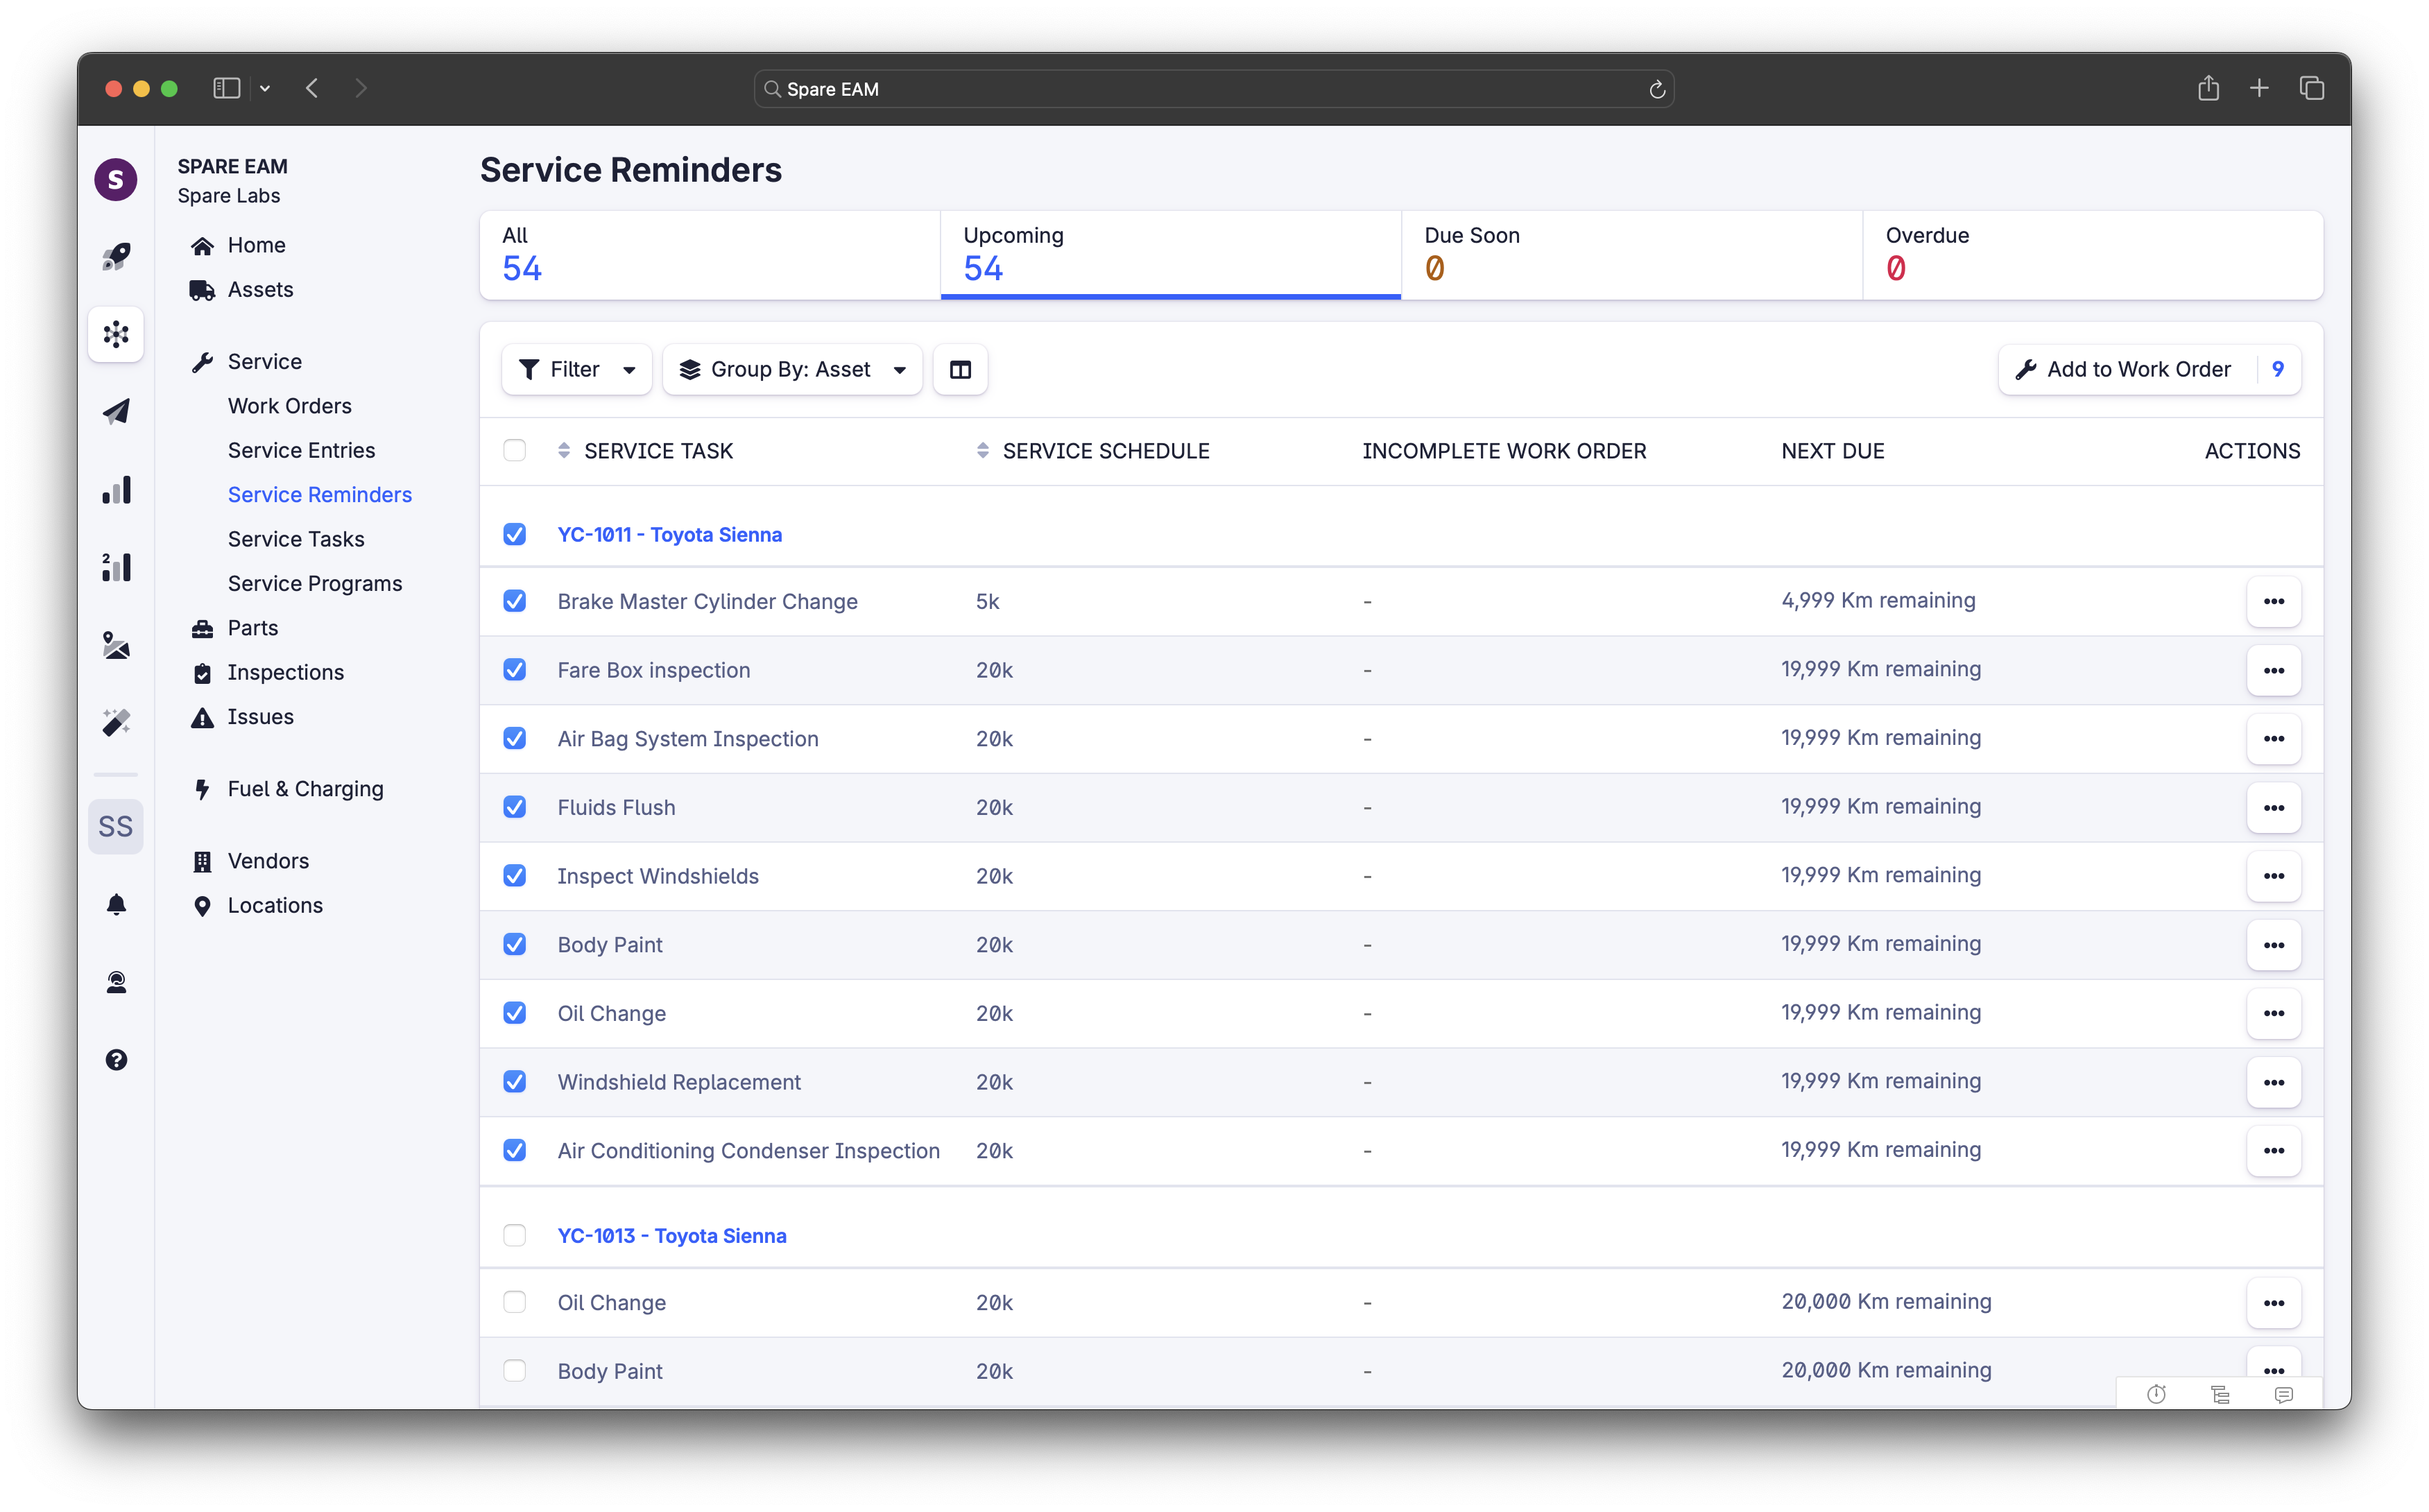 Spare EAM
S
SPARE EAM
Spare Labs
Home
Assets
Service
Work Orders
Service Entries
Service Reminders
Service Tasks
Service Programs
Parts
Inspections
Issues
Fuel & Charging
Vendors
Locations
2
SS
Service Reminders
All
54
Upcoming
54
Due Soon
0
Overdue
0
Filter
Group By: Asset
Add to Work Order 9
SERVICE TASK SERVICE SCHEDULE INCOMPLETE WORK ORDER NEXT DUE ACTIONS
YC-1011 - Toyota Sienna
Brake Master Cylinder Change 5k - 4,999 Km remaining
Fare Box inspection 20k - 19,999 Km remaining
Air Bag System Inspection 20k - 19,999 Km remaining
Fluids Flush 20k - 19,999 Km remaining
Inspect Windshields 20k - 19,999 Km remaining
Body Paint 20k - 19,999 Km remaining
Oil Change 20k - 19,999 Km remaining
Windshield Replacement 20k - 19,999 Km remaining
Air Conditioning Condenser Inspection 20k - 19,999 Km remaining
YC-1013 - Toyota Sienna
Oil Change 20k - 20,000 Km remaining
Body Paint 20k - 20,000 Km remaining